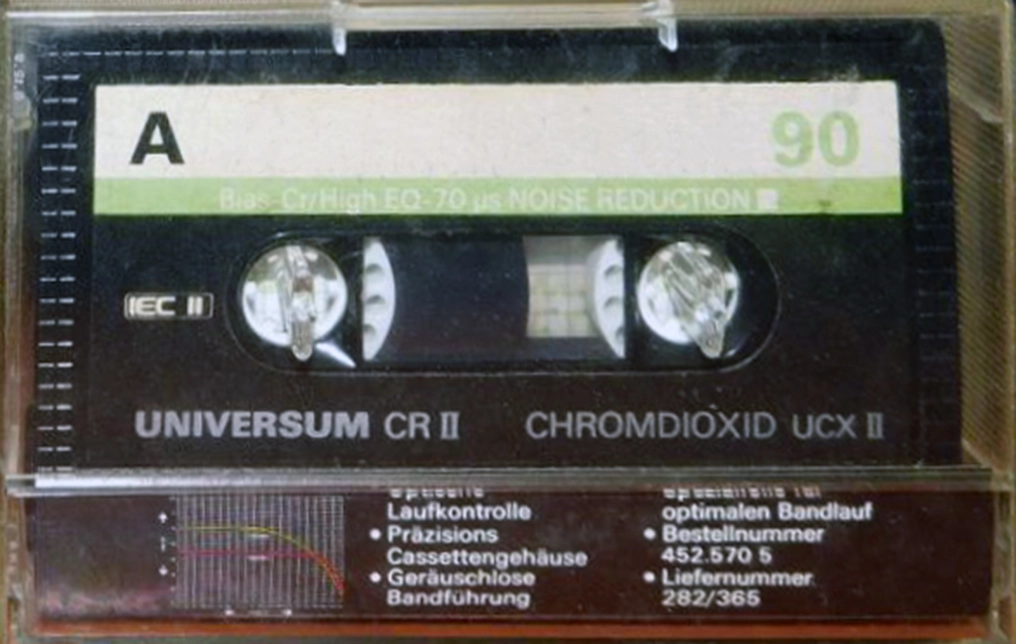 A
90
Bias-Cr/High EQ-70 µs NOISE REDUCTION
IEC II
UNIVERSUM CR II
CHROMDIOXID UCX II
Laufkontrolle
• Präzisions
Cassettengehäuse
• Geräuschlose
Bandführung
optimalen Bandlauf
• Bestellnummer
452.570 5
• Liefernummer
282/365